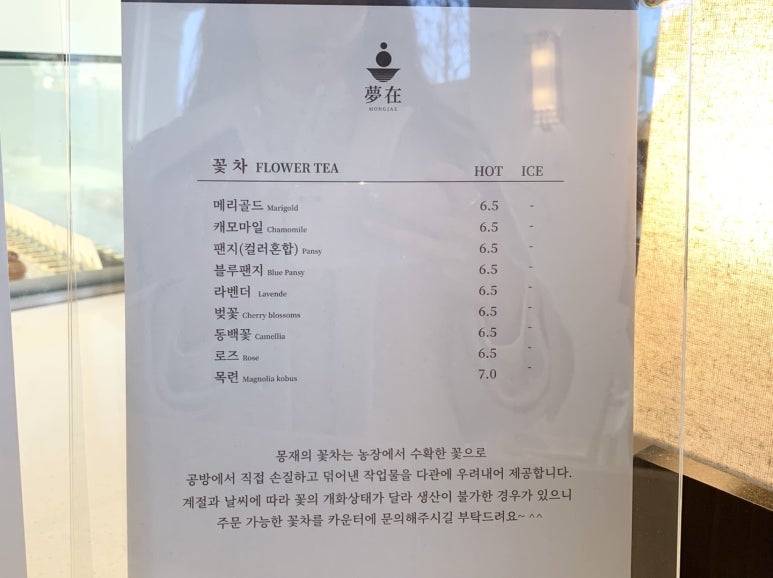 夢在
MONGJAE
꽃 차 FLOWER TEA HOT ICE
메리골드 Marigold 6.5 -
캐모마일 Chamomile 6.5 -
팬지(컬러혼합) Pansy 6.5 -
블루팬지 Blue Pansy 6.5 -
라벤더 Lavende 6.5 -
벚꽃 Cherry blossoms 6.5 -
동백꽃 Camellia 6.5 -
로즈 Rose 6.5 -
목련 Magnolia kobus 7.0 -
몽재의 꽃차는 농장에서 수확한 꽃으로
공방에서 직접 손질하고 덖어낸 작업물을 다관에 우려내어 제공합니다.
계절과 날씨에 따라 꽃의 개화상태가 달라 생산이 불가한 경우가 있으니
주문 가능한 꽃차를 카운터에 문의해주시길 부탁드려요~ ^^